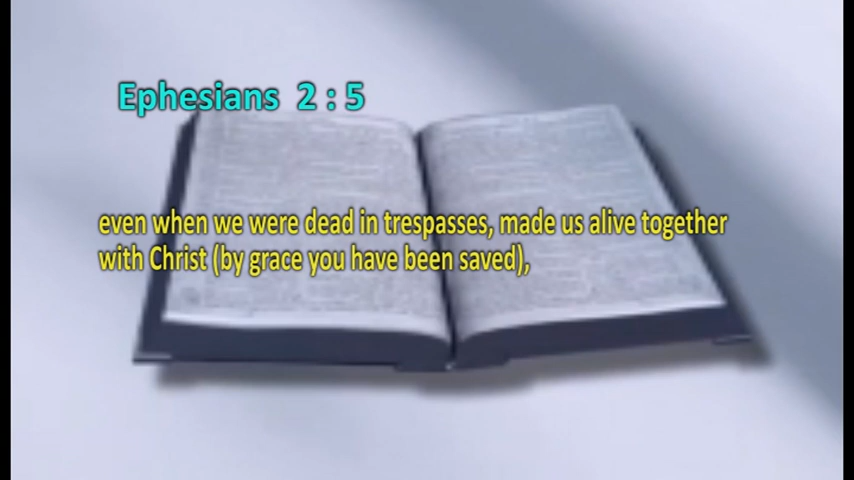 Ephesians 2 : 5
even when we were dead in trespasses, made us alive together
with Christ (by grace you have been saved),